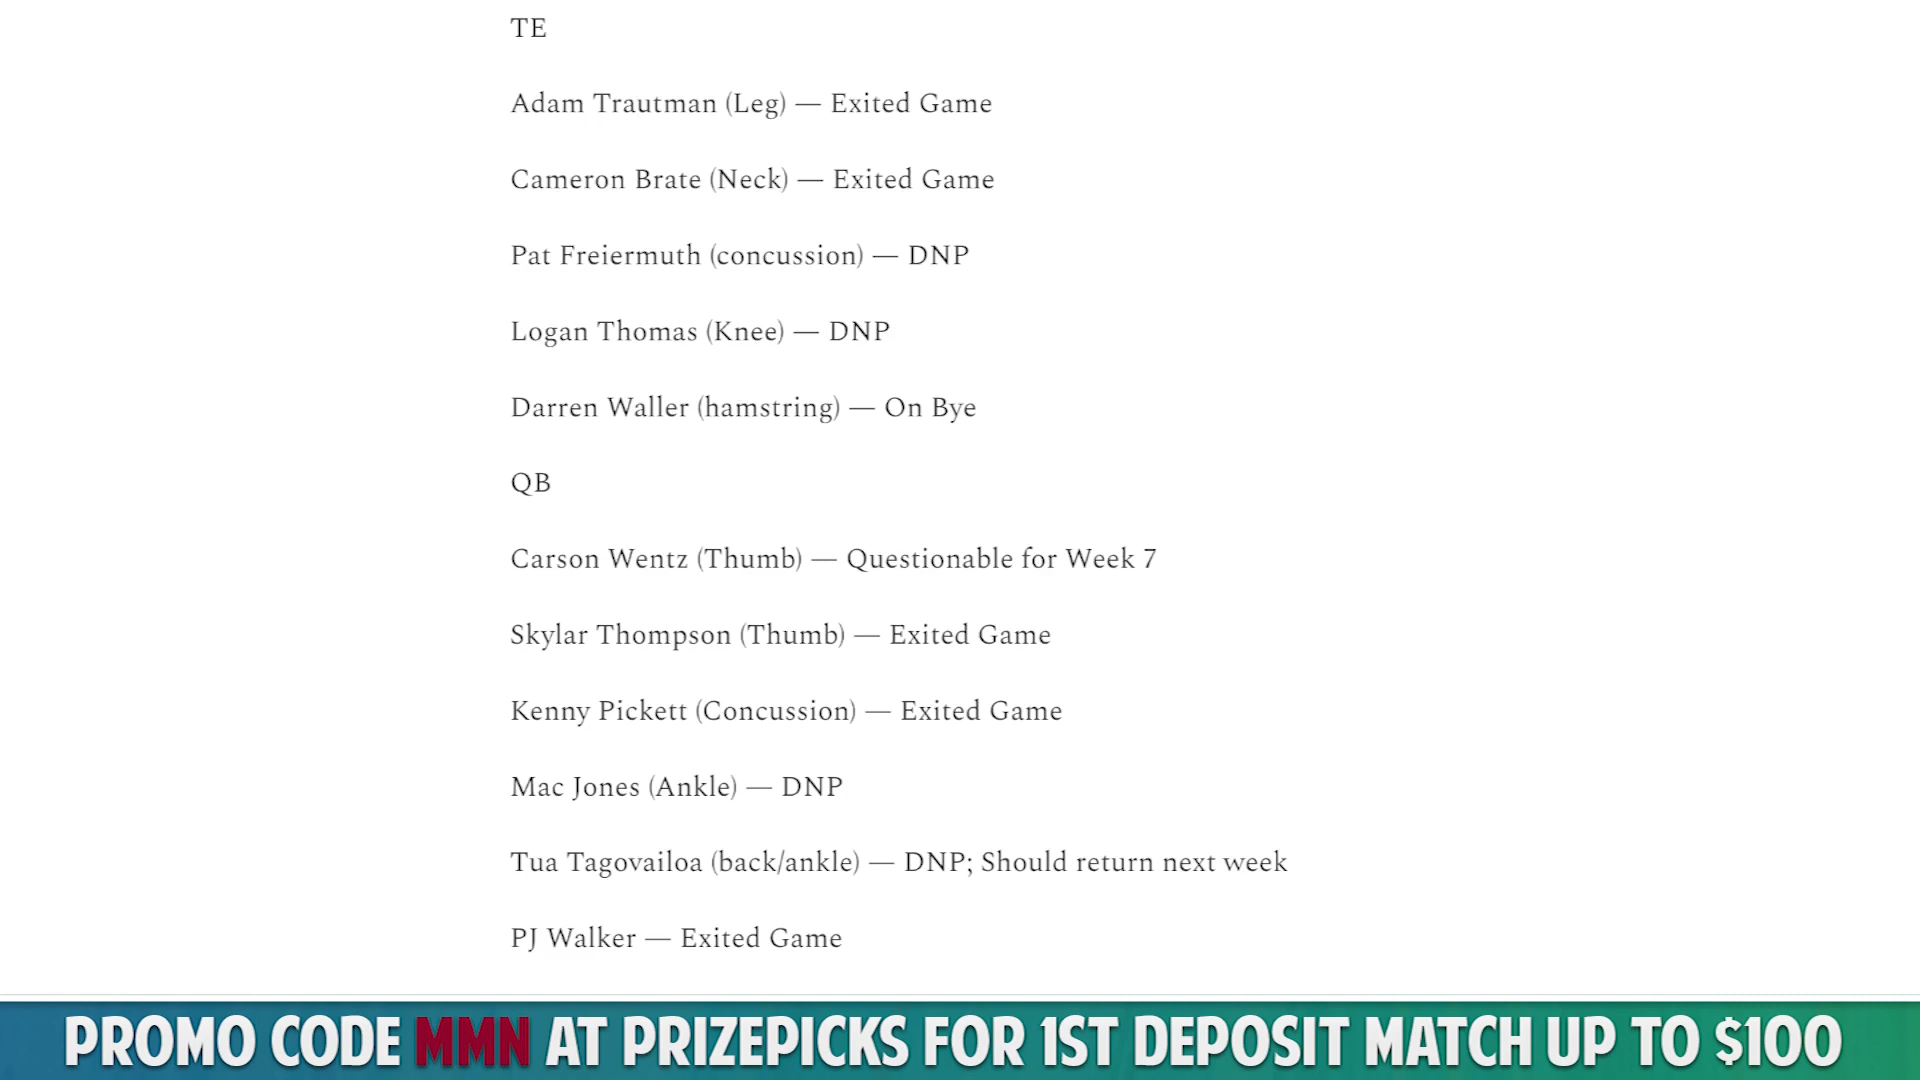 TE
Adam Trautman (Leg) — Exited Game
Cameron Brate (Neck) — Exited Game
Pat Freiermuth (concussion) — DNP
Logan Thomas (Knee) — DNP
Darren Waller (hamstring) — On Bye
QB
Carson Wentz (Thumb) — Questionable for Week 7
Skylar Thompson (Thumb) — Exited Game
Kenny Pickett (Concussion) — Exited Game
Mac Jones (Ankle) — DNP
Tua Tagovailoa (back/ankle) — DNP; Should return next week
PJ Walker — Exited Game
PROMO CODE MMN AT PRIZEPICKS FOR 1ST DEPOSIT MATCH UP TO $100